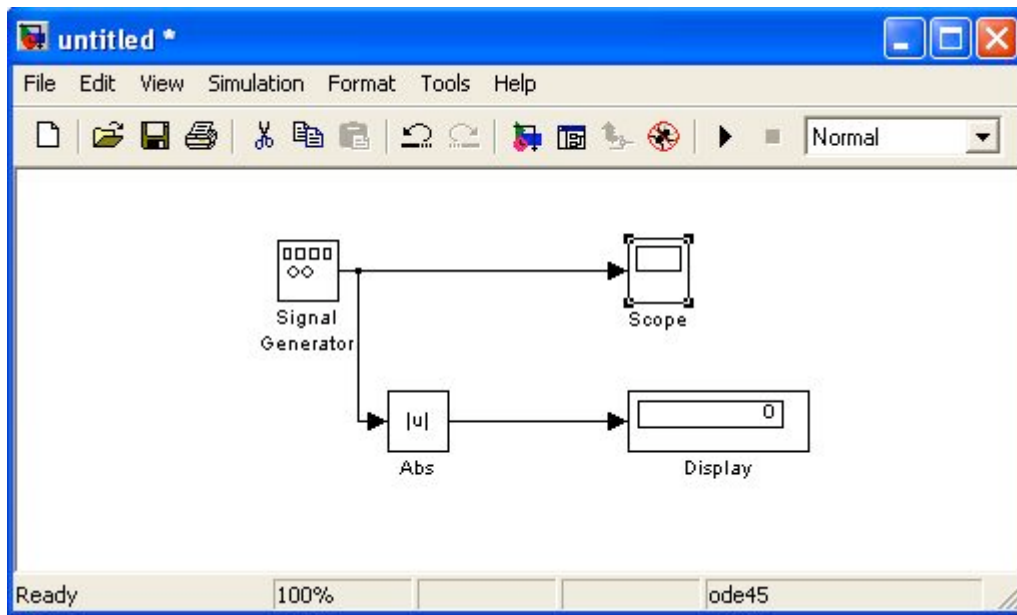 untitled *
File Edit View Simulation Format Tools Help
Normal
Signal
Generator
Scope
|u|
Abs
0
Display
Ready 100% ode45